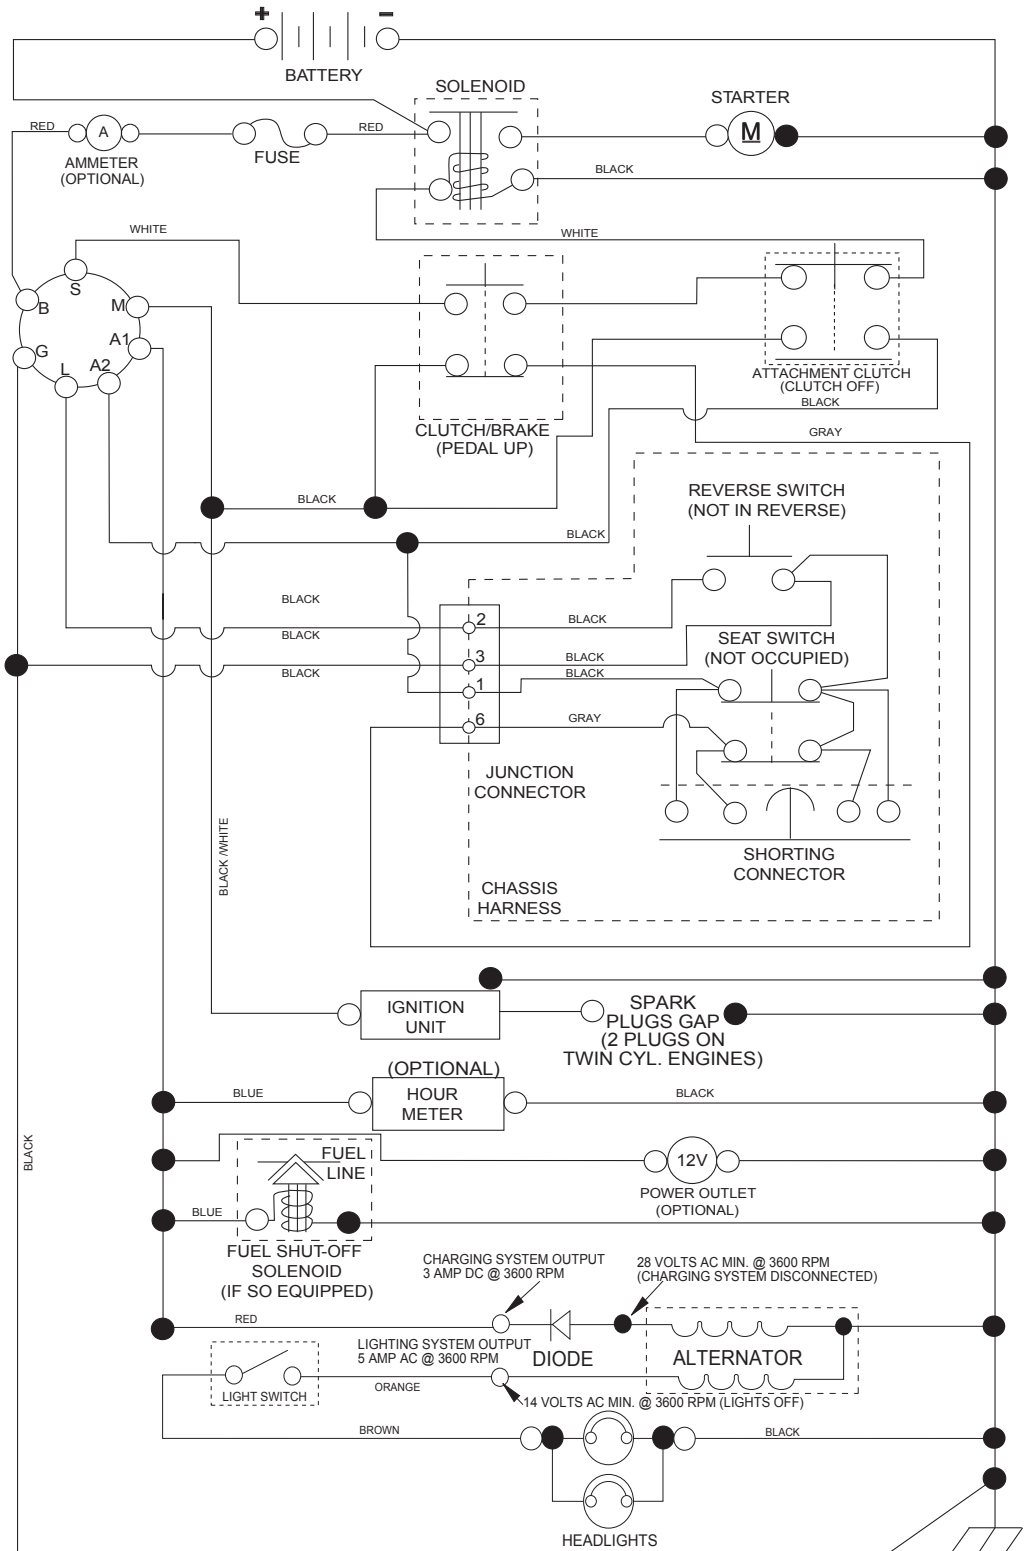 +
−
BATTERY
SOLENOID
STARTER
RED
A
RED
M
FUSE
AMMETER
(OPTIONAL)
BLACK
WHITE
WHITE
S
B
M
G
A1
L
A2
ATTACHMENT CLUTCH
(CLUTCH OFF)
BLACK
CLUTCH/BRAKE
(PEDAL UP)
GRAY
REVERSE SWITCH
(NOT IN REVERSE)
BLACK
BLACK
BLACK
2
BLACK
BLACK
SEAT SWITCH
(NOT OCCUPIED)
3
BLACK
BLACK
BLACK
1
6
GRAY
JUNCTION
CONNECTOR
BLACK /WHITE
SHORTING
CONNECTOR
CHASSIS
HARNESS
IGNITION
UNIT
SPARK
PLUGS GAP
(2 PLUGS ON
TWIN CYL. ENGINES)
(OPTIONAL)
HOUR
METER
BLUE
BLACK
BLACK
FUEL
LINE
12V
POWER OUTLET
(OPTIONAL)
BLUE
FUEL SHUT-OFF
SOLENOID
(IF SO EQUIPPED)
CHARGING SYSTEM OUTPUT
3 AMP DC @ 3600 RPM
28 VOLTS AC MIN. @ 3600 RPM
(CHARGING SYSTEM DISCONNECTED)
RED
LIGHTING SYSTEM OUTPUT
5 AMP AC @ 3600 RPM
DIODE
ALTERNATOR
LIGHT SWITCH
ORANGE
14 VOLTS AC MIN. @ 3600 RPM (LIGHTS OFF)
BROWN
BLACK
HEADLIGHTS